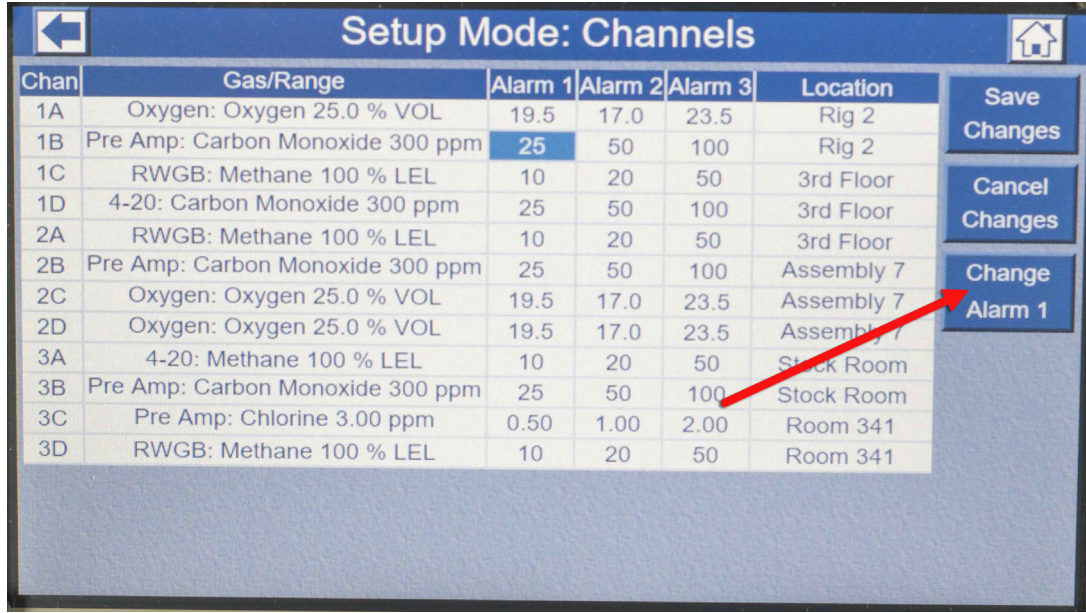 Setup Mode: Channels
Chan Gas/Range Alarm 1 Alarm 2 Alarm 3 Location
1A Oxygen: Oxygen 25.0 % VOL 19.5 17.0 23.5 Rig 2
1B Pre Amp: Carbon Monoxide 300 ppm 25 50 100 Rig 2
1C RWGB: Methane 100 % LEL 10 20 50 3rd Floor
1D 4-20: Carbon Monoxide 300 ppm 25 50 100 3rd Floor
2A RWGB: Methane 100 % LEL 10 20 50 3rd Floor
2B Pre Amp: Carbon Monoxide 300 ppm 25 50 100 Assembly 7
2C Oxygen: Oxygen 25.0 % VOL 19.5 17.0 23.5 Assembly 7
2D Oxygen: Oxygen 25.0 % VOL 19.5 17.0 23.5 Assembly 7
3A 4-20: Methane 100 % LEL 10 20 50 Stock Room
3B Pre Amp: Carbon Monoxide 300 ppm 25 50 100 Stock Room
3C Pre Amp: Chlorine 3.00 ppm 0.50 1.00 2.00 Room 341
3D RWGB: Methane 100 % LEL 10 20 50 Room 341
Save
Changes
Cancel
Changes
Change
Alarm 1